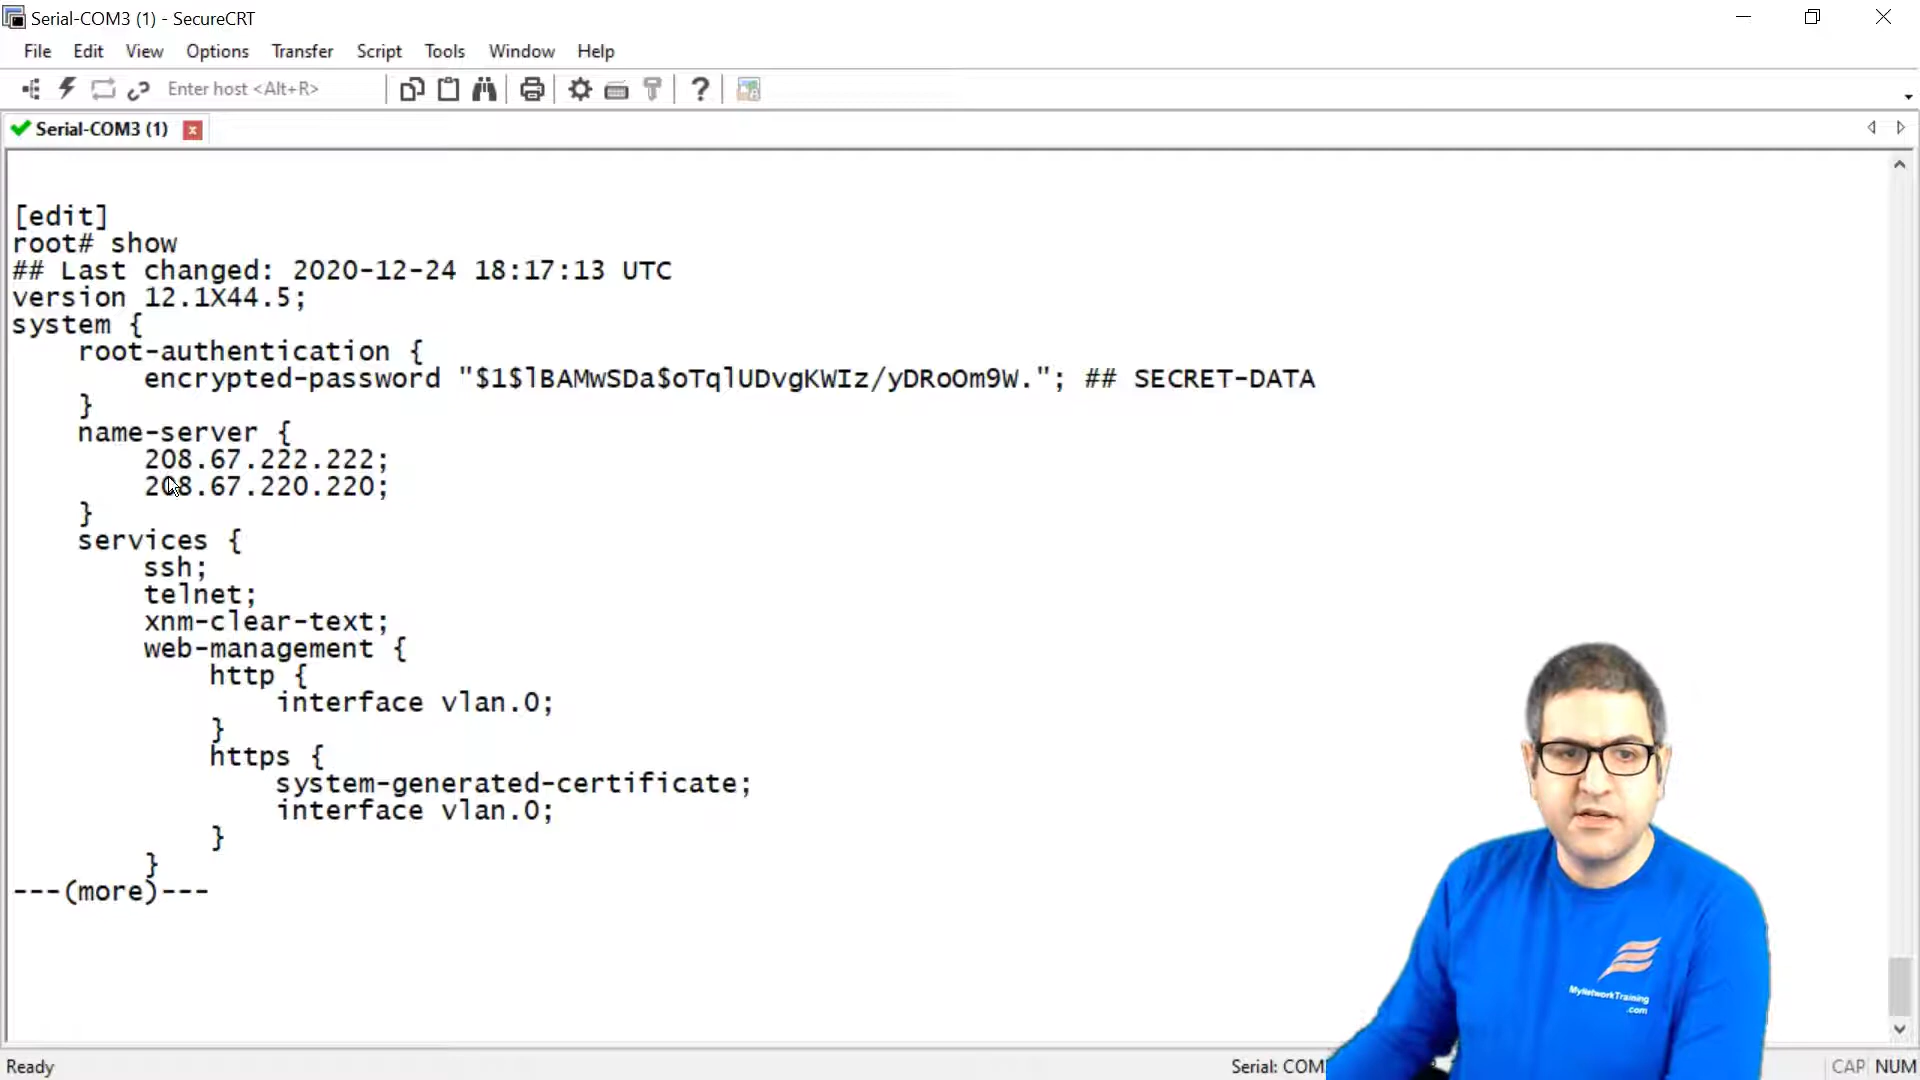 Serial-COM3 (1) - SecureCRT
File Edit View Options Transfer Script Tools Window Help
Enter host <Alt+R>
Serial-COM3 (1)
[edit]
root# show
## Last changed: 2020-12-24 18:17:13 UTC
version 12.1X44.5;
system {
    root-authentication {
        encrypted-password "$1$lBAMwSDa$oTqlUDvgKWIz/yDRoOm9W."; ## SECRET-DATA
    }
    name-server {
        208.67.222.222;
        208.67.220.220;
    }
    services {
        ssh;
        telnet;
        xnm-clear-text;
        web-management {
            http {
                interface vlan.0;
            }
            https {
                system-generated-certificate;
                interface vlan.0;
            }
        }
---(more)---
MyNetworkTraining
.com
Ready
Serial: COM
CAP NUM